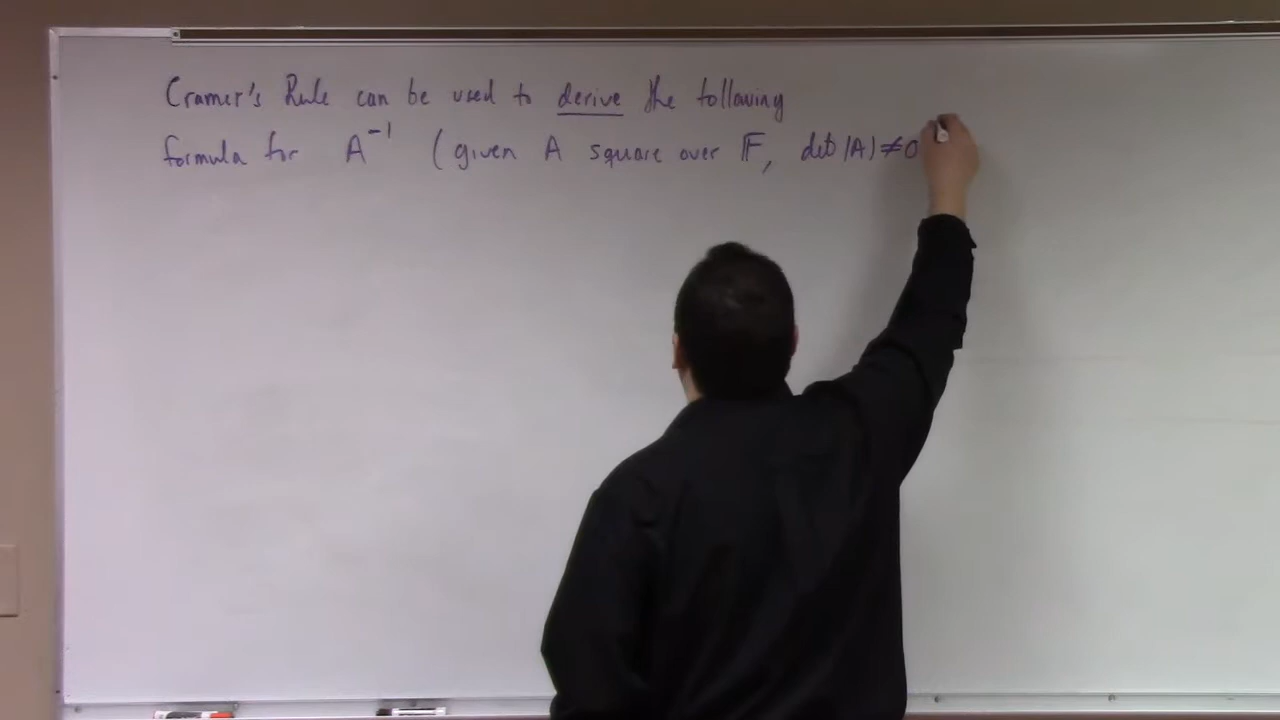 Cramer's Rule can be used to derive the following
formula for A⁻¹ (given A square over 𝔽, det(A)≠0